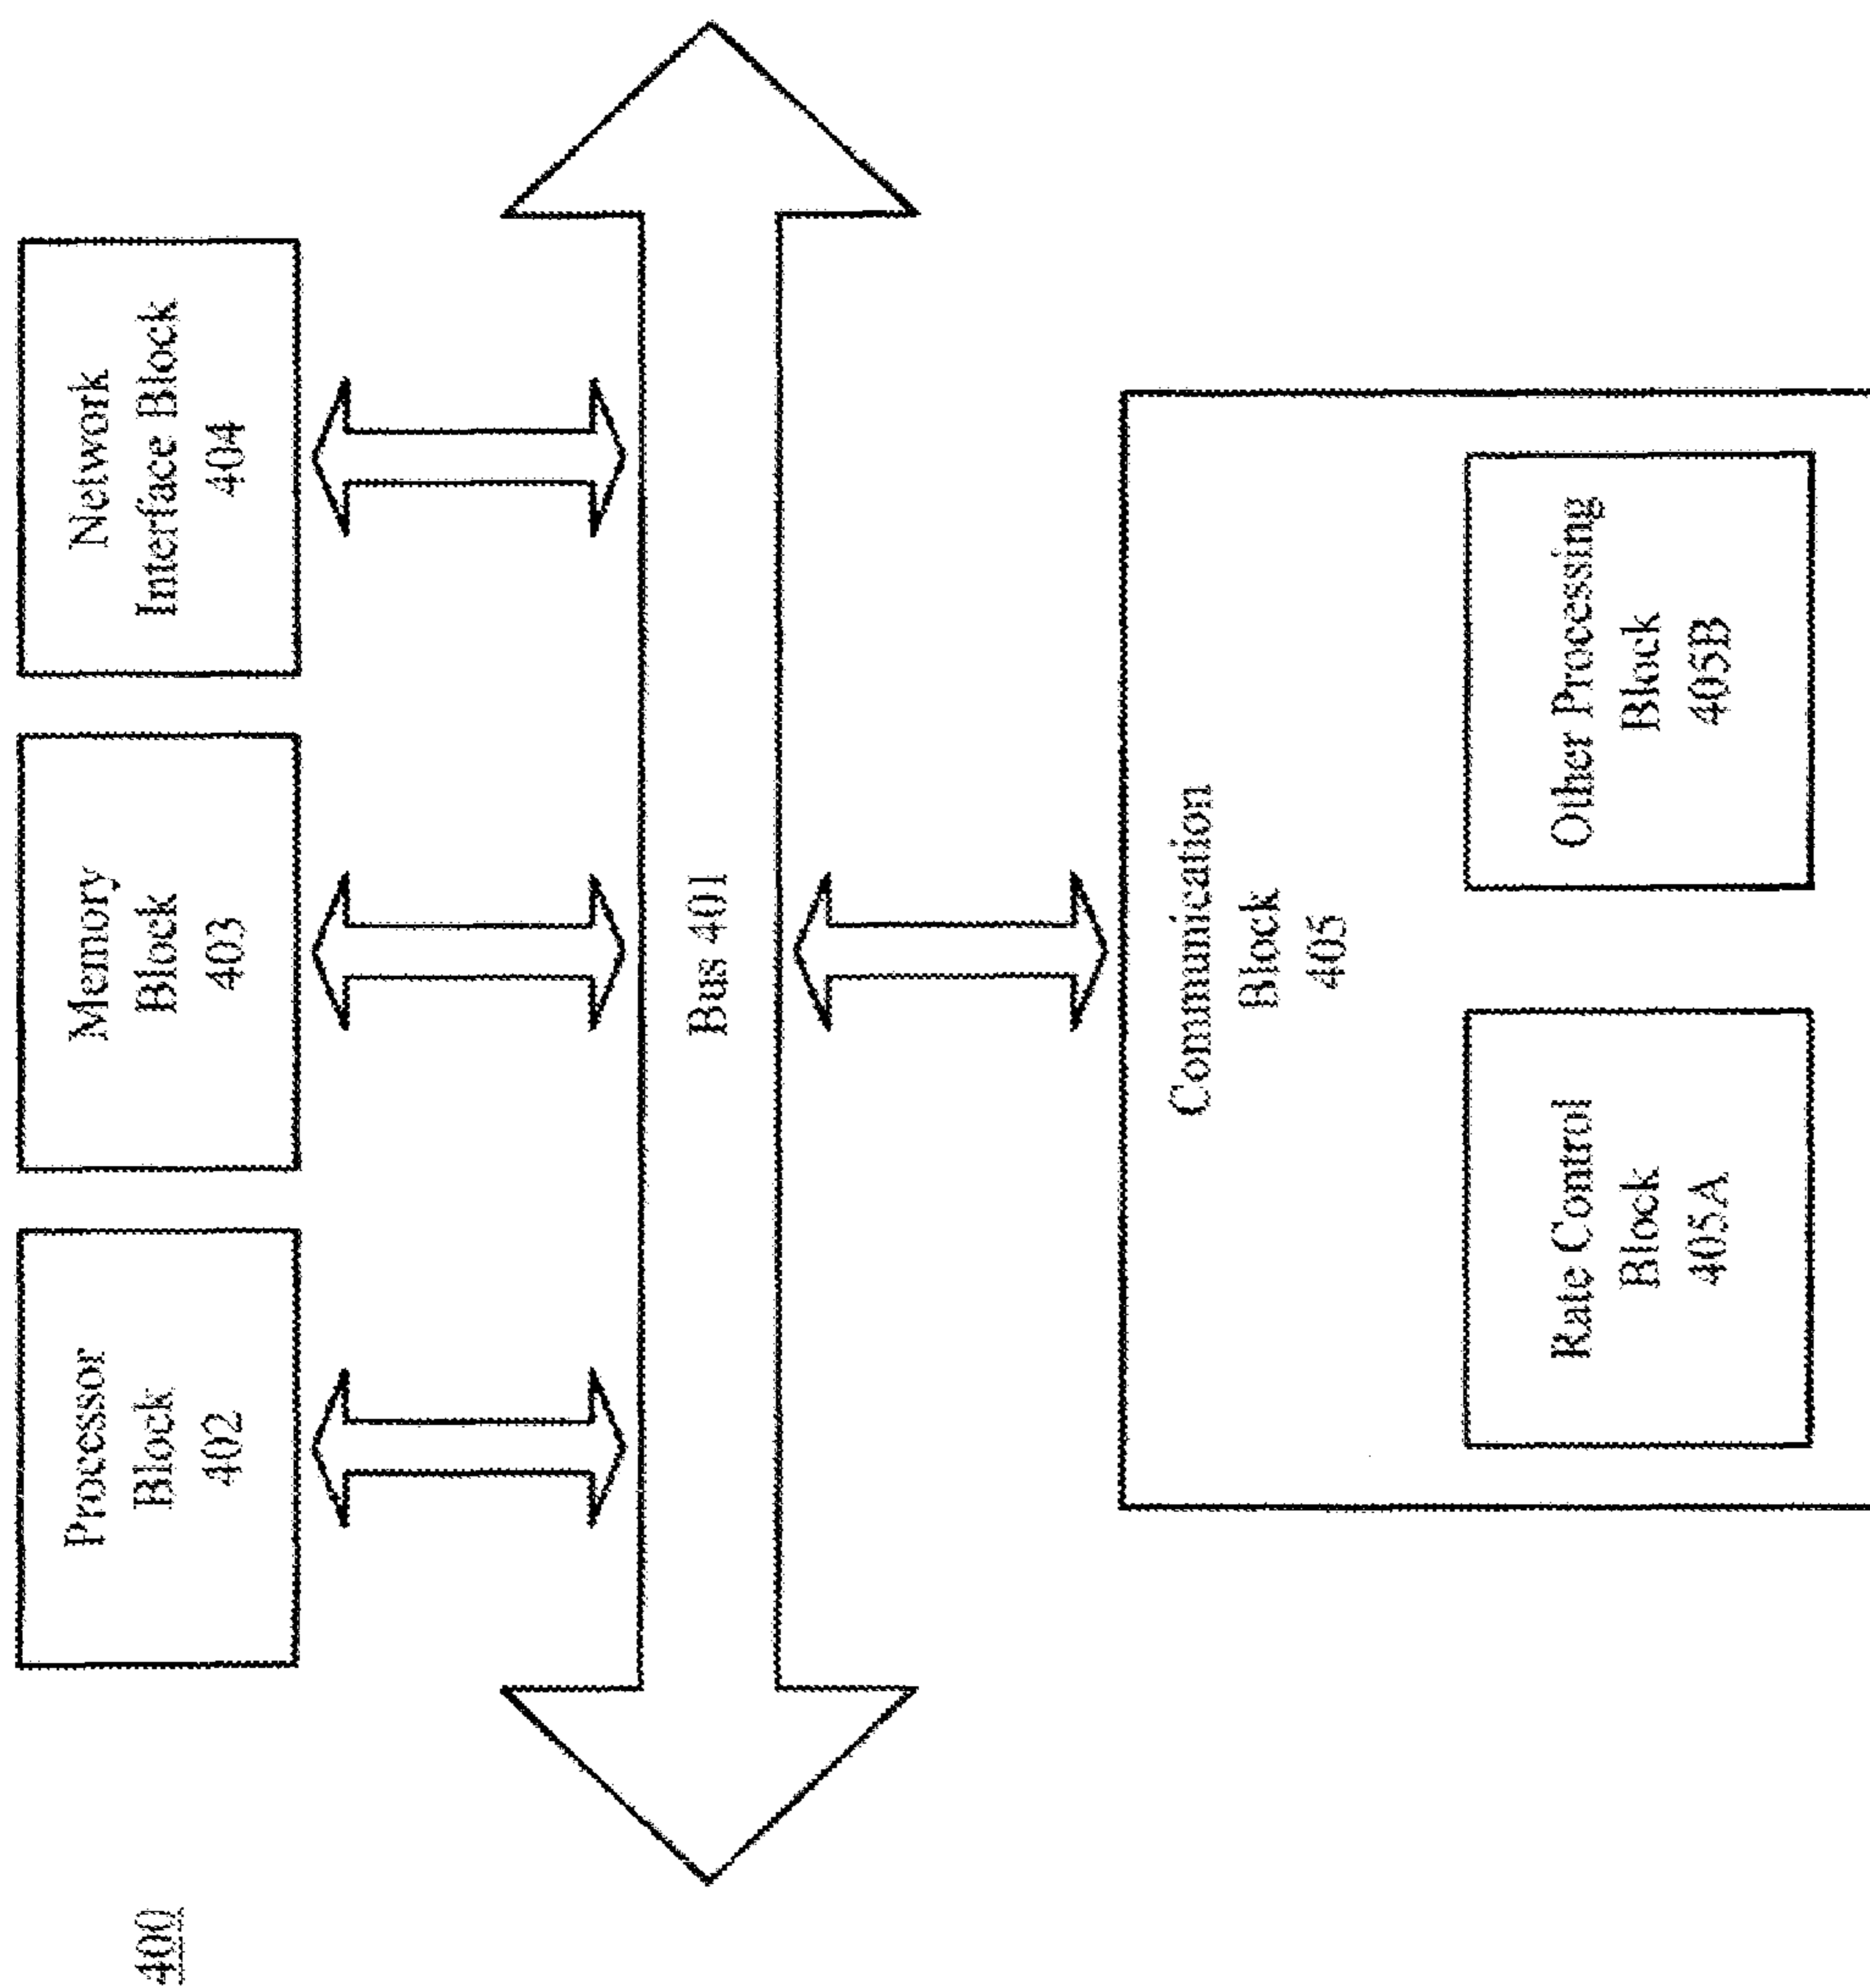 400
Processor
Block
402
Memory
Block
403
Network
Interface Block
404
Bus 401
Communication
Block
405
Rate Control
Block
405A
Other Processing
Block
405B